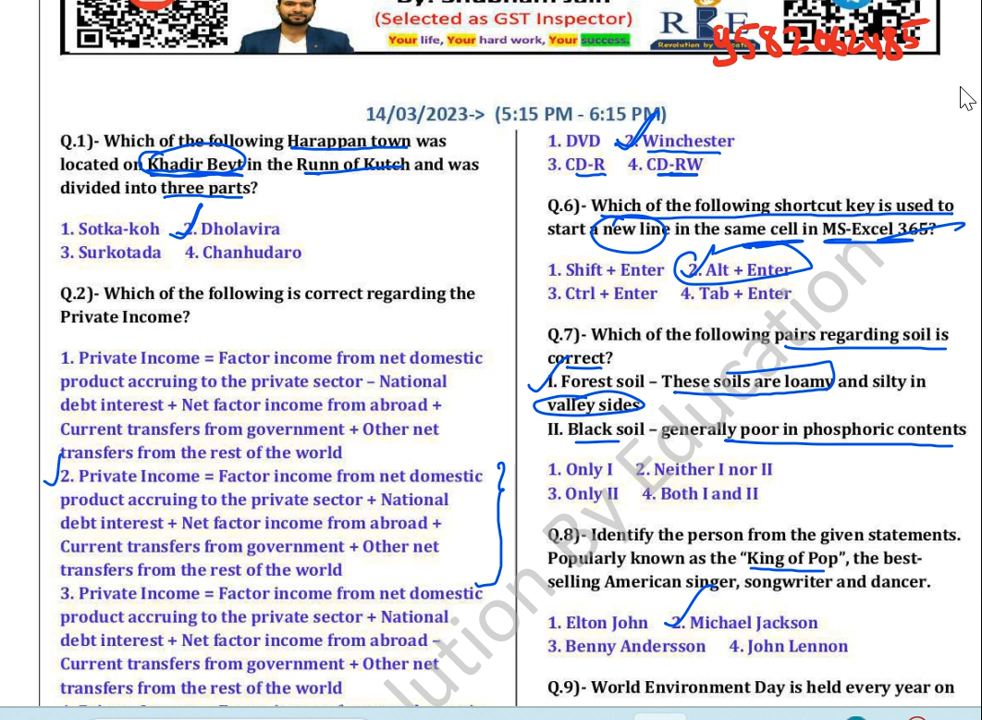 (Selected as GST Inspector)
Your life, Your hard work, Your success.
9582062485
14/03/2023-> (5:15 PM - 6:15 PM)
Q.1)- Which of the following Harappan town was
located on Khadir Beyt in the Runn of Kutch and was
divided into three parts?
1. Sotka-koh 2. Dholavira
3. Surkotada 4. Chanhudaro
Q.2)- Which of the following is correct regarding the
Private Income?
1. Private Income = Factor income from net domestic
product accruing to the private sector – National
debt interest + Net factor income from abroad +
Current transfers from government + Other net
transfers from the rest of the world
2. Private Income = Factor income from net domestic
product accruing to the private sector + National
debt interest + Net factor income from abroad +
Current transfers from government + Other net
transfers from the rest of the world
3. Private Income = Factor income from net domestic
product accruing to the private sector + National
debt interest + Net factor income from abroad –
Current transfers from government + Other net
transfers from the rest of the world
1. DVD 2. Winchester
3. CD-R 4. CD-RW
Q.6)- Which of the following shortcut key is used to
start a new line in the same cell in MS-Excel 365?
1. Shift + Enter 2. Alt + Enter
3. Ctrl + Enter 4. Tab + Enter
Q.7)- Which of the following pairs regarding soil is
correct?
I. Forest soil – These soils are loamy and silty in
valley sides
II. Black soil – generally poor in phosphoric contents
1. Only I 2. Neither I nor II
3. Only II 4. Both I and II
Q.8)- Identify the person from the given statements.
Popularly known as the “King of Pop”, the best-
selling American singer, songwriter and dancer.
1. Elton John 2. Michael Jackson
3. Benny Andersson 4. John Lennon
Q.9)- World Environment Day is held every year on
lution By Education